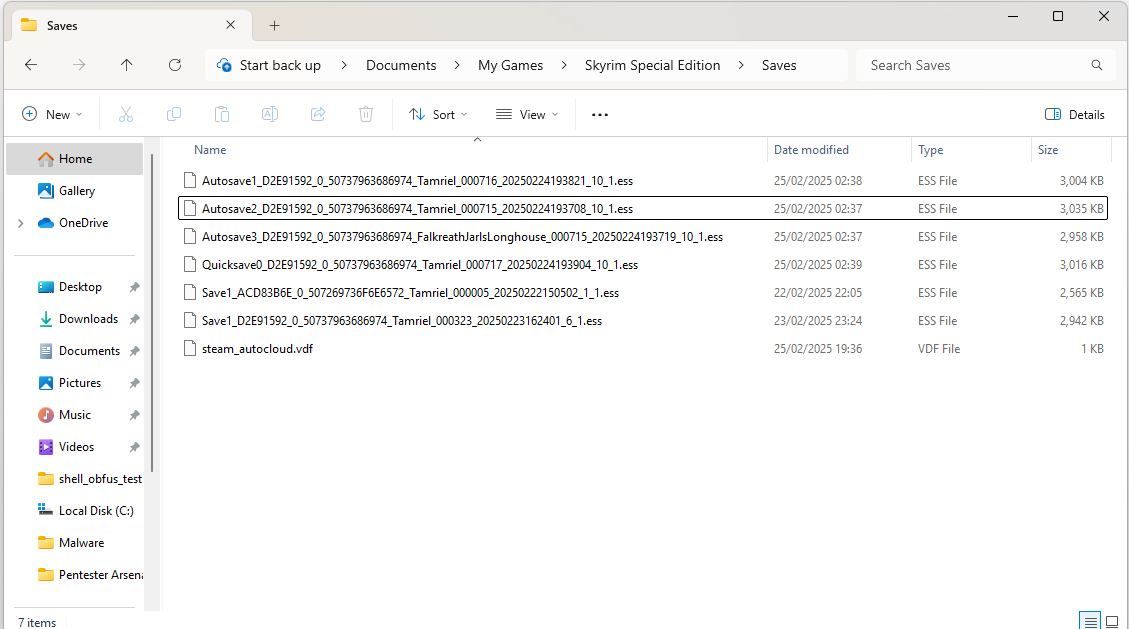 Saves
Start back up > Documents > My Games > Skyrim Special Edition > Saves
Search Saves
New
Sort
View
Details
Name Date modified Type Size
Autosave1_D2E91592_0_50737963686974_Tamriel_000716_20250224193821_10_1.ess 25/02/2025 02:38 ESS File 3,004 KB
Autosave2_D2E91592_0_50737963686974_Tamriel_000715_20250224193708_10_1.ess 25/02/2025 02:37 ESS File 3,035 KB
Autosave3_D2E91592_0_50737963686974_FalkreathJarlsLonghouse_000715_20250224193719_10_1.ess 25/02/2025 02:37 ESS File 2,958 KB
Quicksave0_D2E91592_0_50737963686974_Tamriel_000717_20250224193904_10_1.ess 25/02/2025 02:39 ESS File 3,016 KB
Save1_ACD83B6E_0_507269736F6E6572_Tamriel_000005_20250222150502_1_1.ess 22/02/2025 22:05 ESS File 2,565 KB
Save1_D2E91592_0_50737963686974_Tamriel_000323_20250223162401_6_1.ess 23/02/2025 23:24 ESS File 2,942 KB
steam_autocloud.vdf 25/02/2025 19:36 VDF File 1 KB
Home
Gallery
OneDrive
Desktop
Downloads
Documents
Pictures
Music
Videos
shell_obfus_test
Local Disk (C:)
Malware
Pentester Arena
7 items